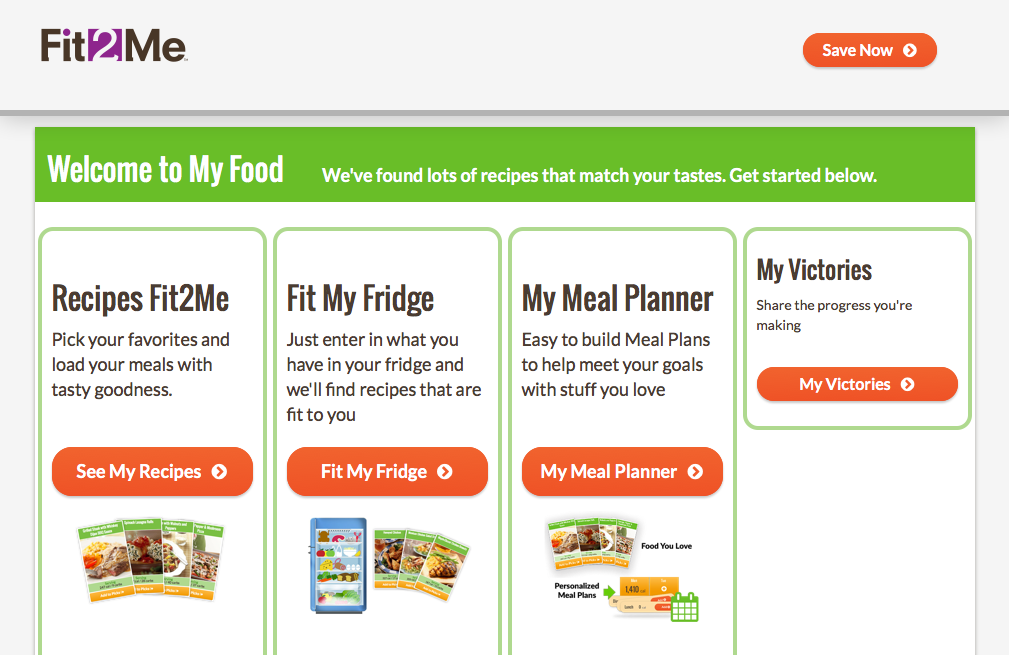 Fit2Me
Save Now
Welcome to My Food
We've found lots of recipes that match your tastes. Get started below.
Recipes Fit2Me
Pick your favorites and
load your meals with
tasty goodness.
See My Recipes
Fit My Fridge
Just enter in what you
have in your fridge and
we'll find recipes that are
fit to you
Fit My Fridge
My Meal Planner
Easy to build Meal Plans
to help meet your goals
with stuff you love
My Meal Planner
Food You Love
Personalized
Meal Plans
1,410
Lunch
My Victories
Share the progress you're
making
My Victories